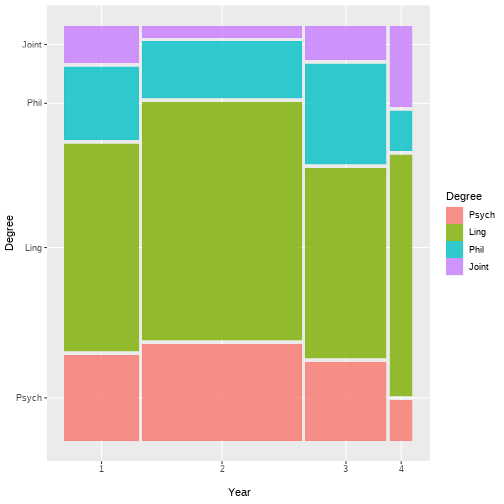 Joint
Phil
Ling
Psych
Degree
1 2 3 4
Year
Degree
Psych
Ling
Phil
Joint